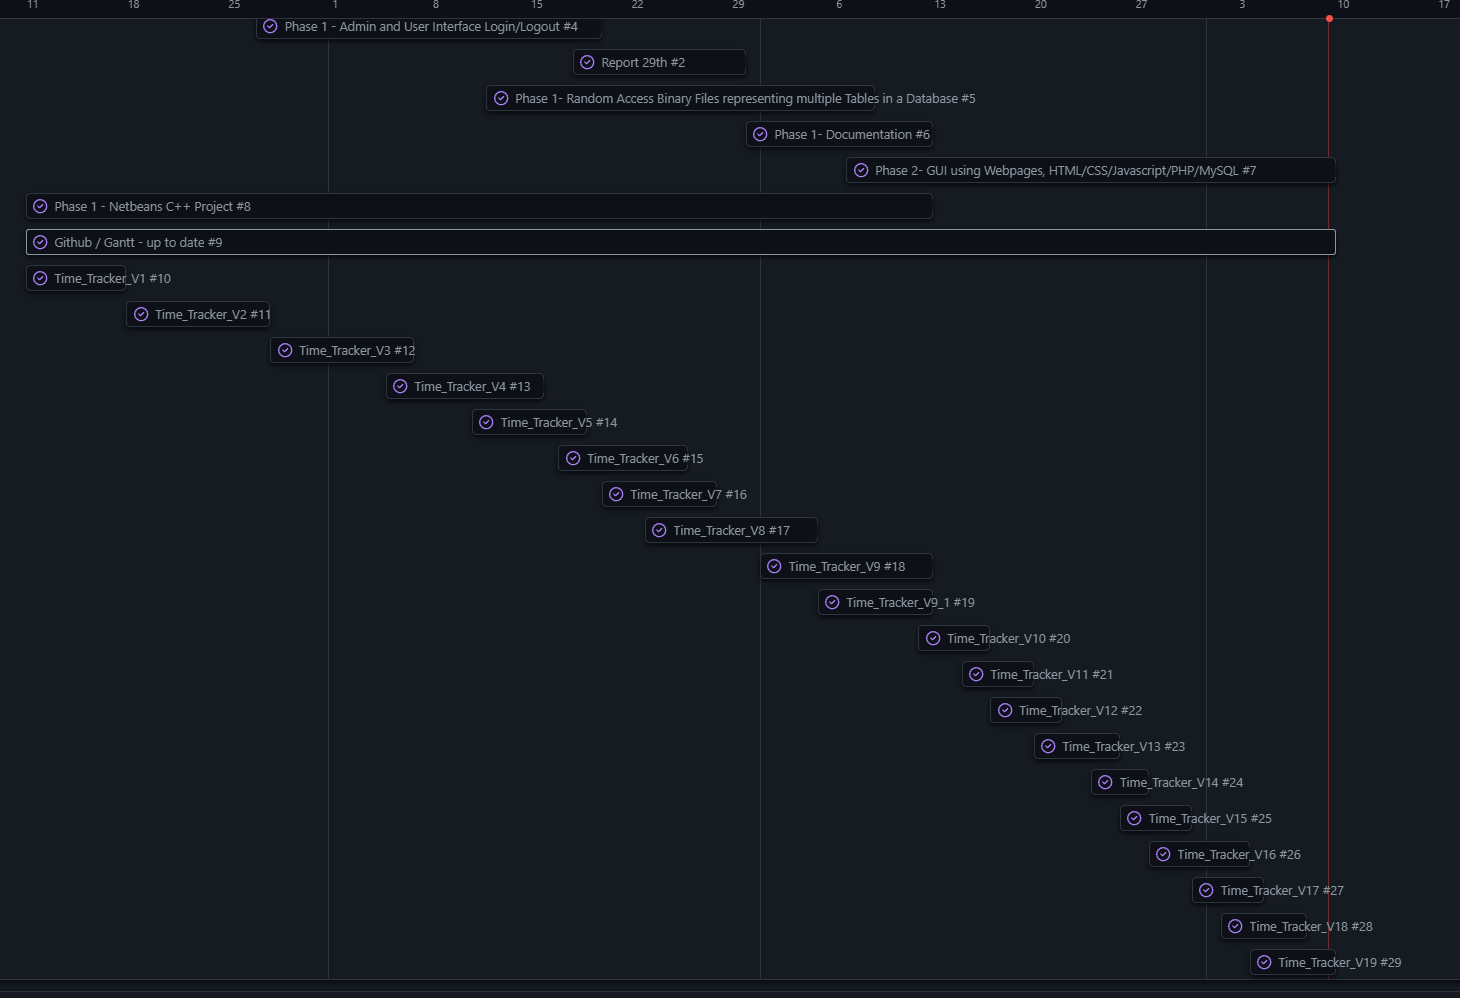 11 18 25 1 8 15 22 29 6 13 20 27 3 10 17
Phase 1 - Admin and User Interface Login/Logout #4
Report 29th #2
Phase 1- Random Access Binary Files representing multiple Tables in a Database #5
Phase 1- Documentation #6
Phase 2- GUI using Webpages, HTML/CSS/Javascript/PHP/MySQL #7
Phase 1 - Netbeans C++ Project #8
Github / Gantt - up to date #9
Time_Tracker_V1 #10
Time_Tracker_V2 #11
Time_Tracker_V3 #12
Time_Tracker_V4 #13
Time_Tracker_V5 #14
Time_Tracker_V6 #15
Time_Tracker_V7 #16
Time_Tracker_V8 #17
Time_Tracker_V9 #18
Time_Tracker_V9_1 #19
Time_Tracker_V10 #20
Time_Tracker_V11 #21
Time_Tracker_V12 #22
Time_Tracker_V13 #23
Time_Tracker_V14 #24
Time_Tracker_V15 #25
Time_Tracker_V16 #26
Time_Tracker_V17 #27
Time_Tracker_V18 #28
Time_Tracker_V19 #29